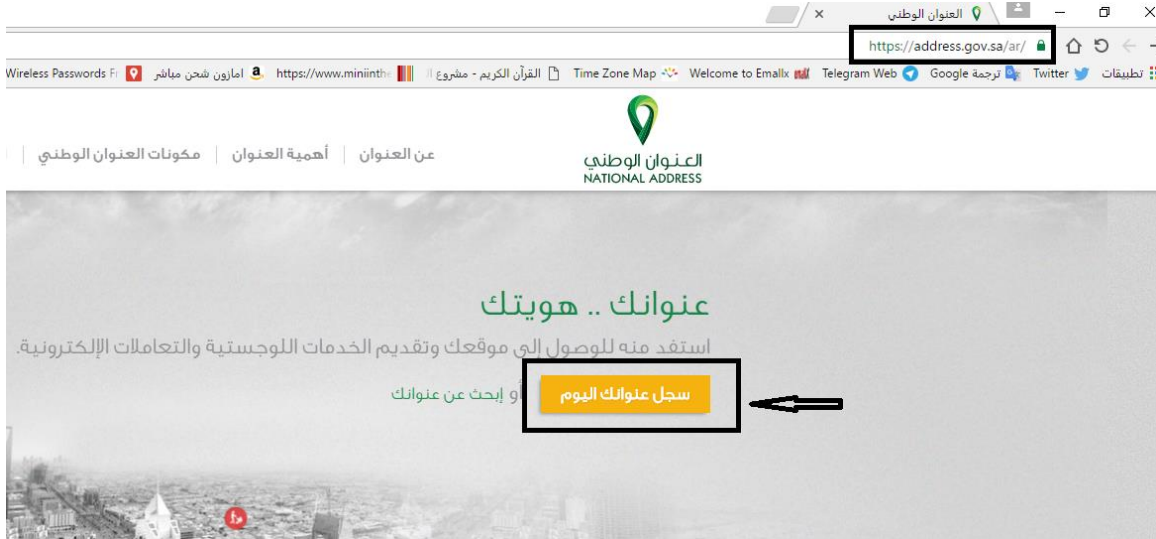 العنوان الوطني
https://address.gov.sa/ar/
تطبيقات Twitter ترجمة Google Telegram Web Welcome to Emallx Time Zone Map القرآن الكريم - مشروع ال https://www.miniinthe امازون شحن مباشر Wireless Passwords Fr
العنوان الوطني
NATIONAL ADDRESS
عن العنوان
أهمية العنوان
مكونات العنوان الوطني
عنوانك .. هويتك
استفد منه للوصول إلى موقعك وتقديم الخدمات اللوجستية والتعاملات الإلكترونية.
سجل عنوانك اليوم أو إبحث عن عنوانك